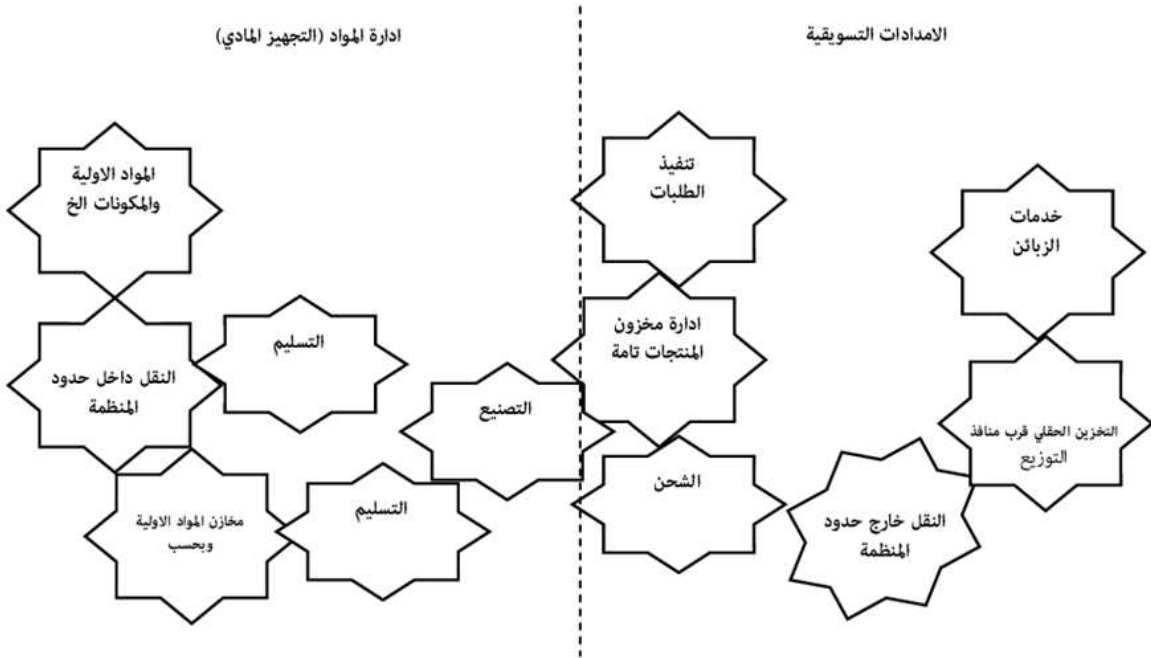 الامدادات التسويقية
ادارة المواد (التجهيز المادي)
تنفيذ
الطلبات
خدمات
الزبائن
ادارة مخزون
المنتجات تامة
التخزين الحقلي قرب منافذ
التوزيع
الشحن
النقل خارج حدود
المنظمة
المواد الاولية
والمكونات الخ
التسليم
النقل داخل حدود
المنظمة
التصنيع
التسليم
مخازن المواد الاولية
وبحسب